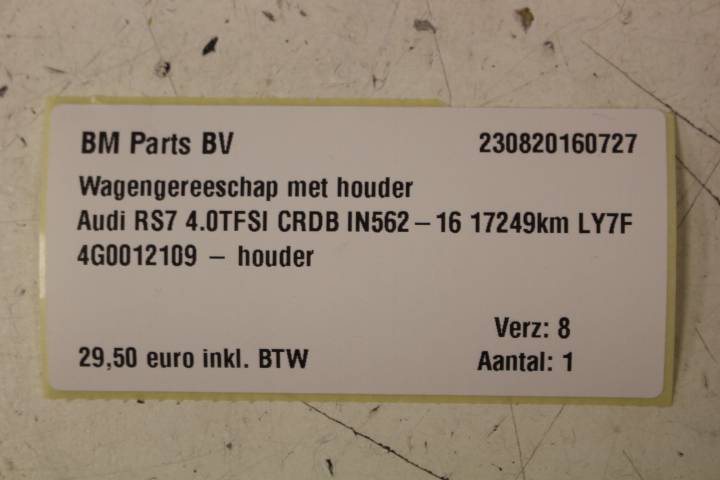 BM Parts BV 230820160727
Wagengereeschap met houder
Audi RS7 4.0TFSI CRDB IN562 – 16 17249km LY7F
4G0012109 – houder
Verz: 8
29,50 euro inkl. BTW Aantal: 1